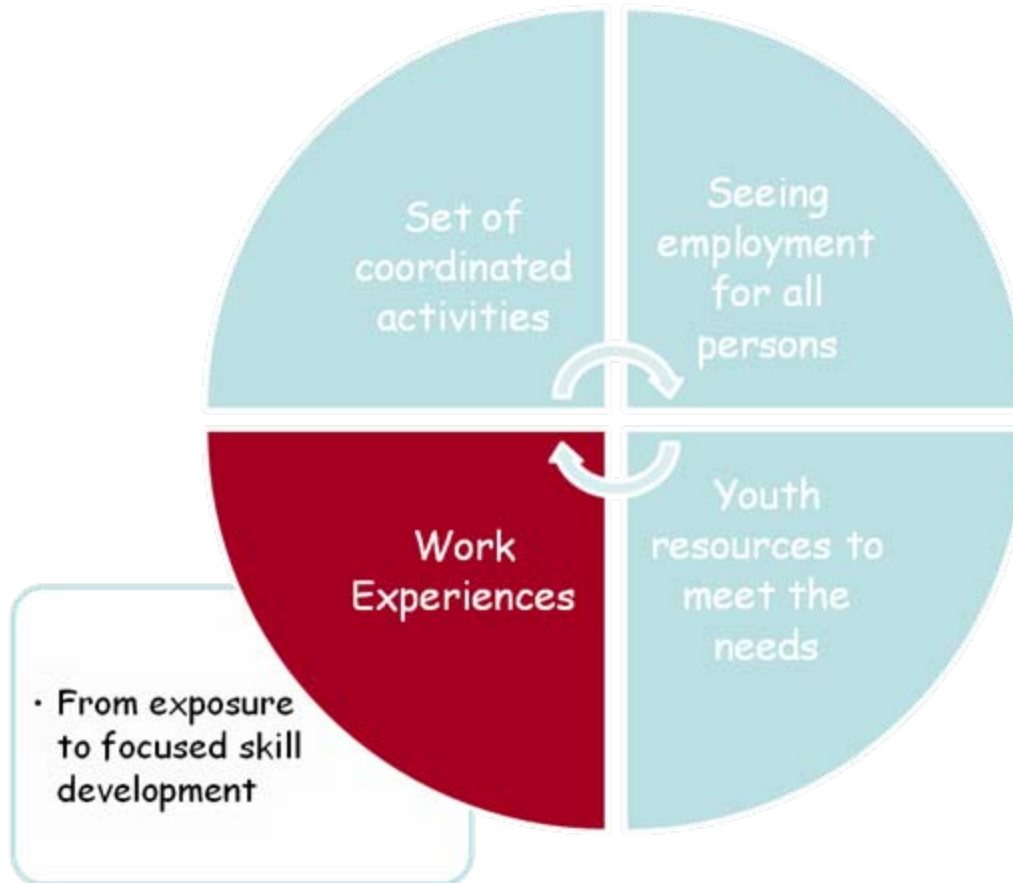 Set of
coordinated
activities
Seeing
employment
for all
persons
Work
Experiences
Youth
resources to
meet the
needs
· From exposure
to focused skill
development